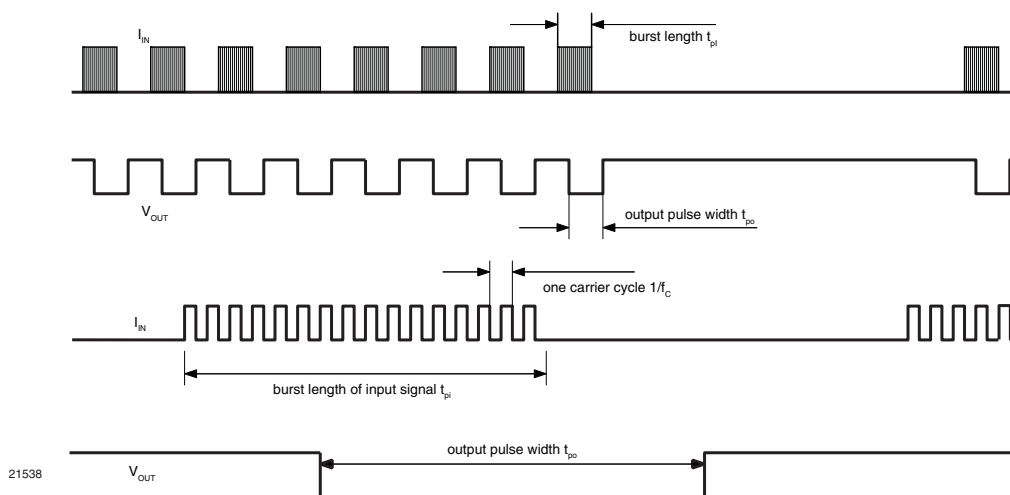 I_IN
burst length t_pi
V_OUT
output pulse width t_po
one carrier cycle 1/f_C
I_IN
burst length of input signal t_pi
output pulse width t_po
V_OUT
21538